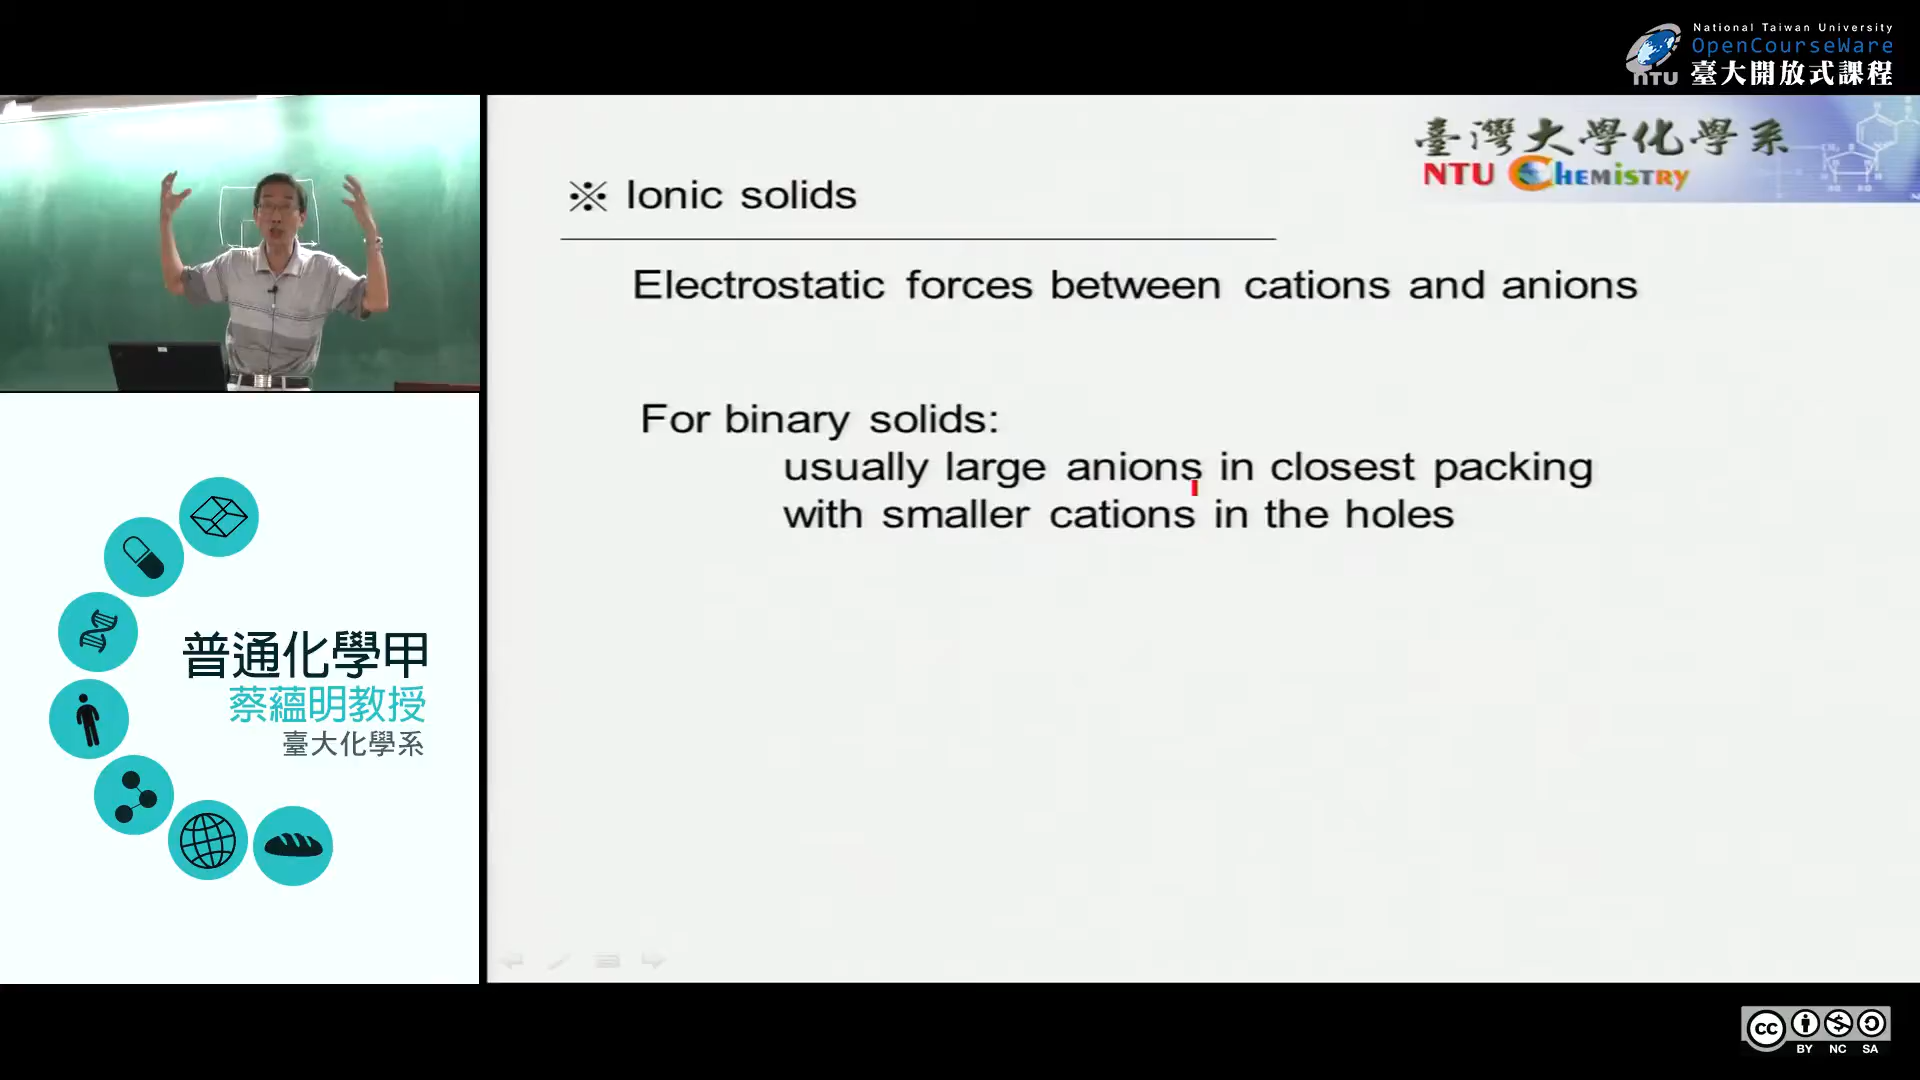 National Taiwan University
OpenCourseWare
NTU 臺大開放式課程
臺灣大學化學系
NTU Chemistry
※ Ionic solids
Electrostatic forces between cations and anions
For binary solids:
usually large anions in closest packing
with smaller cations in the holes
普通化學甲
蔡蘊明教授
臺大化學系
cc
BY NC SA